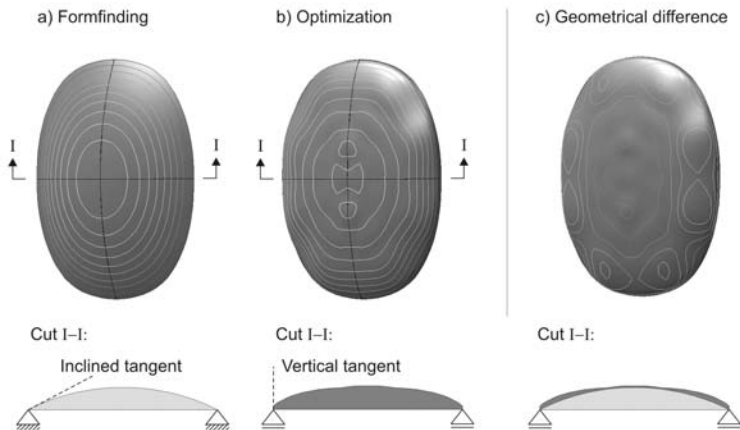 a) Formfinding
b) Optimization
c) Geometrical difference
I
I
I
I
Cut I–I:
Cut I–I:
Cut I–I:
Inclined tangent
Vertical tangent